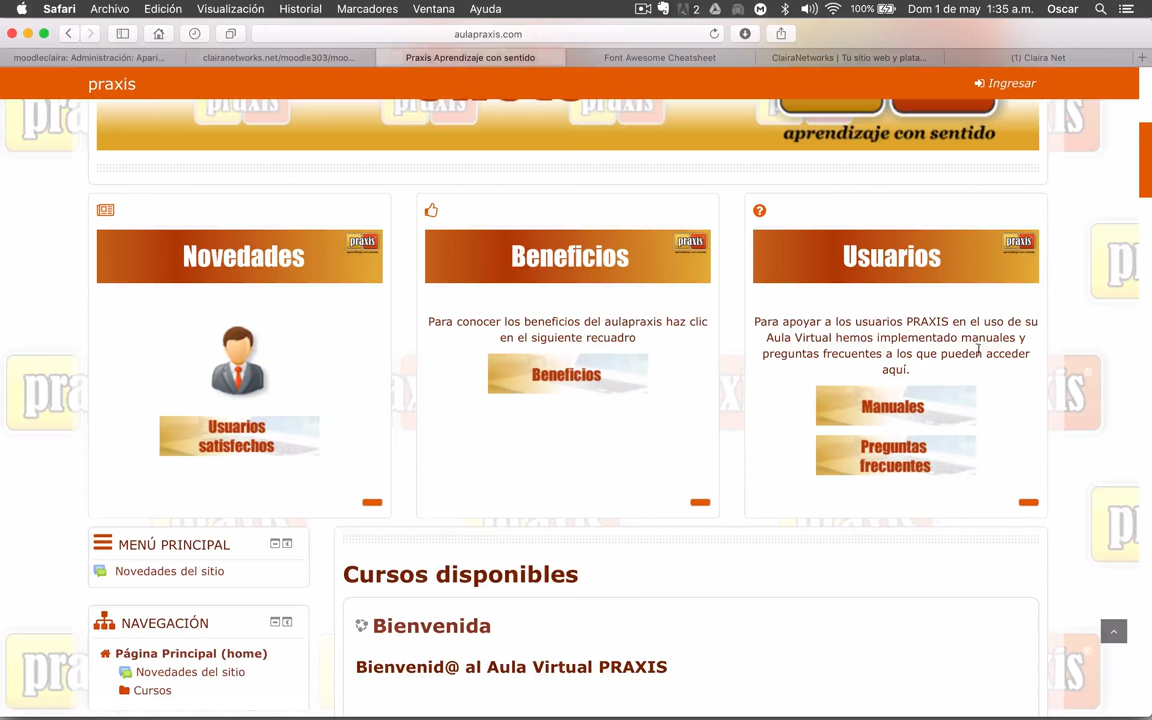 Safari Archivo Edición Visualización Historial Marcadores Ventana Ayuda 2 100% Dom 1 de may 1:35 a.m. Oscar
aulapraxis.com
moodleclaira: Administración: Apari... clairanetworks.net/moodle303/moo... Praxis Aprendizaje con sentido Font Awesome Cheatsheet ClairaNetworks | Tu sitio web y plata... (1) Claira Net
praxis Ingresar
aprendizaje con sentido
Novedades
praxis
Usuarios
satisfechos
Beneficios
praxis
Para conocer los beneficios del aulapraxis haz clic
en el siguiente recuadro
Beneficios
Usuarios
praxis
Para apoyar a los usuarios PRAXIS en el uso de su
Aula Virtual hemos implementado manuales y
preguntas frecuentes a los que pueden acceder
aquí.
Manuales
Preguntas
frecuentes
MENÚ PRINCIPAL
Novedades del sitio
NAVEGACIÓN
Página Principal (home)
Novedades del sitio
Cursos
Cursos disponibles
Bienvenida
Bienvenid@ al Aula Virtual PRAXIS